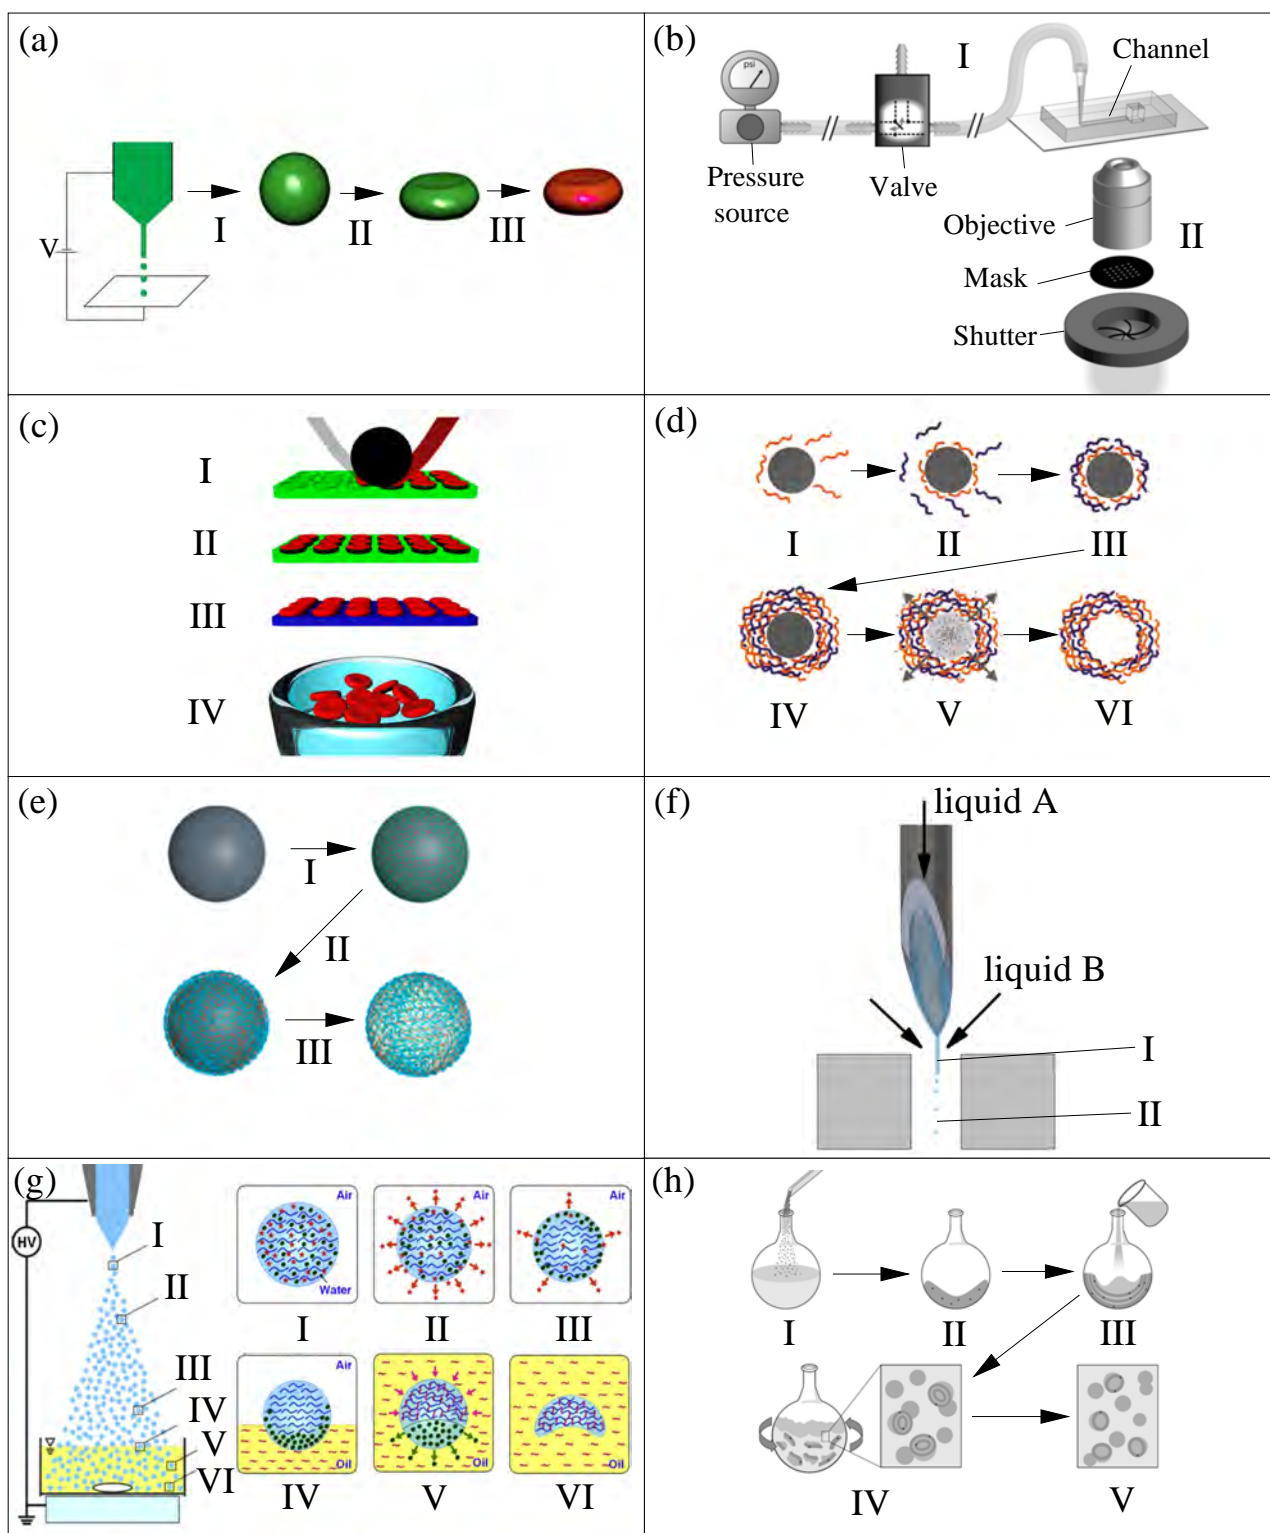 (a)
V
I
II
III
(b)
psi
I
Channel
Pressure
source
Valve
Objective
II
Mask
Shutter
(c)
I
II
III
IV
(d)
I
II
III
IV
V
VI
(e)
I
II
III
(f)
liquid A
liquid B
I
II
(g)
HV
I
II
III
IV
V
VI
Air
Water
I
Air
II
Air
III
Air
Oil
IV
V
Oil
VI
(h)
I
II
III
IV
V